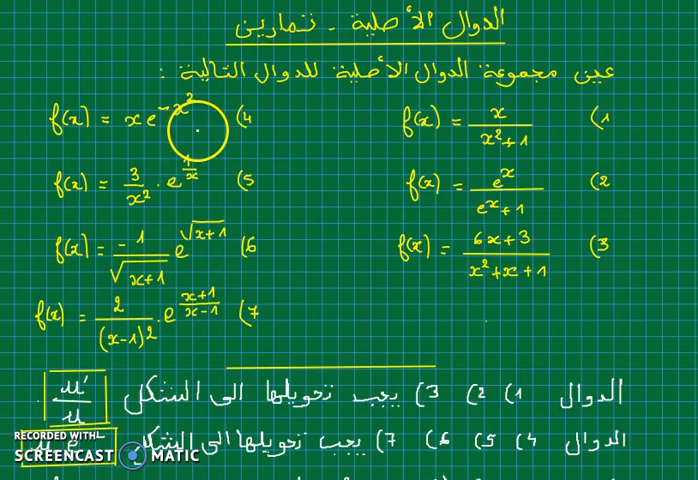 الدوال الأصلية - تمارين
عين مجموعة الدوال الأصلية للدوال التالية :
1) f(x) = x/(x²+1)
4) f(x) = x e^(-x²)
2) f(x) = e^x/(e^x+1)
5) f(x) = 3/x² . e^(1/x)
3) f(x) = (6x+3)/(x²+x+1)
6) f(x) = -1/√(x+1) e^(√(x+1))
7) f(x) = 2/(x-1)² . e^((x+1)/(x-1))
الدوال 1) 2) 3) يجب تحويلها الى الشكل u'/u
الدوال 4) 5) 6) 7) يجب تحويلها الى الشكل
RECORDED WITH
SCREENCAST MATIC